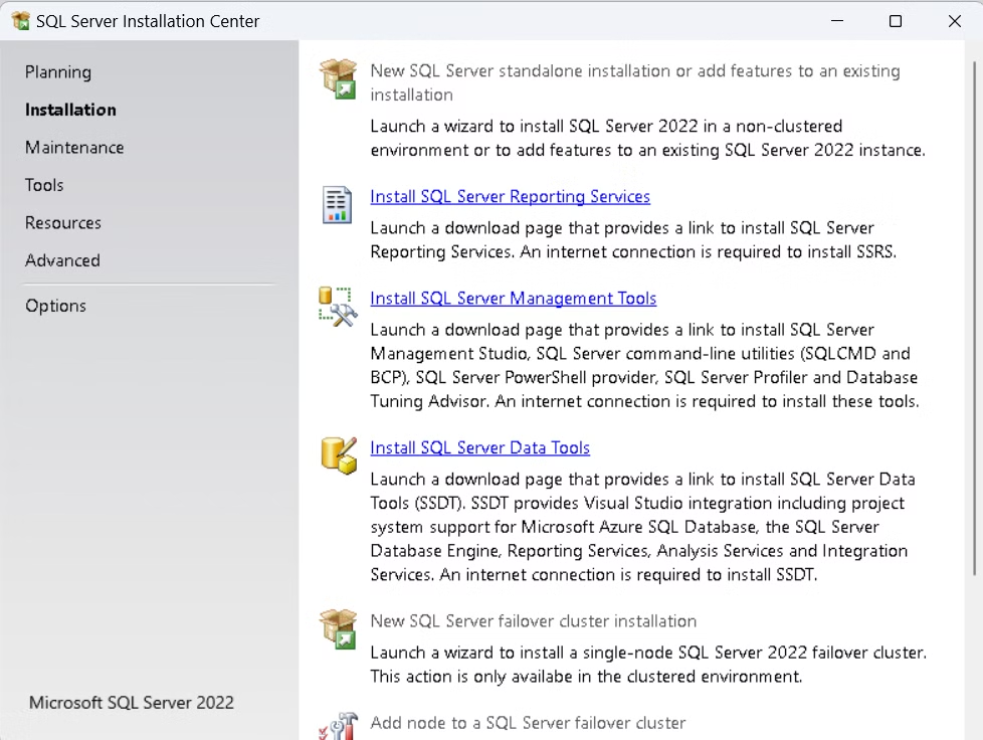 SQL Server Installation Center
Planning
Installation
Maintenance
Tools
Resources
Advanced
Options
Microsoft SQL Server 2022
New SQL Server standalone installation or add features to an existing
installation
Launch a wizard to install SQL Server 2022 in a non-clustered
environment or to add features to an existing SQL Server 2022 instance.
Install SQL Server Reporting Services
Launch a download page that provides a link to install SQL Server
Reporting Services. An internet connection is required to install SSRS.
Install SQL Server Management Tools
Launch a download page that provides a link to install SQL Server
Management Studio, SQL Server command-line utilities (SQLCMD and
BCP), SQL Server PowerShell provider, SQL Server Profiler and Database
Tuning Advisor. An internet connection is required to install these tools.
Install SQL Server Data Tools
Launch a download page that provides a link to install SQL Server Data
Tools (SSDT). SSDT provides Visual Studio integration including project
system support for Microsoft Azure SQL Database, the SQL Server
Database Engine, Reporting Services, Analysis Services and Integration
Services. An internet connection is required to install SSDT.
New SQL Server failover cluster installation
Launch a wizard to install a single-node SQL Server 2022 failover cluster.
This action is only availabe in the clustered environment.
Add node to a SQL Server failover cluster